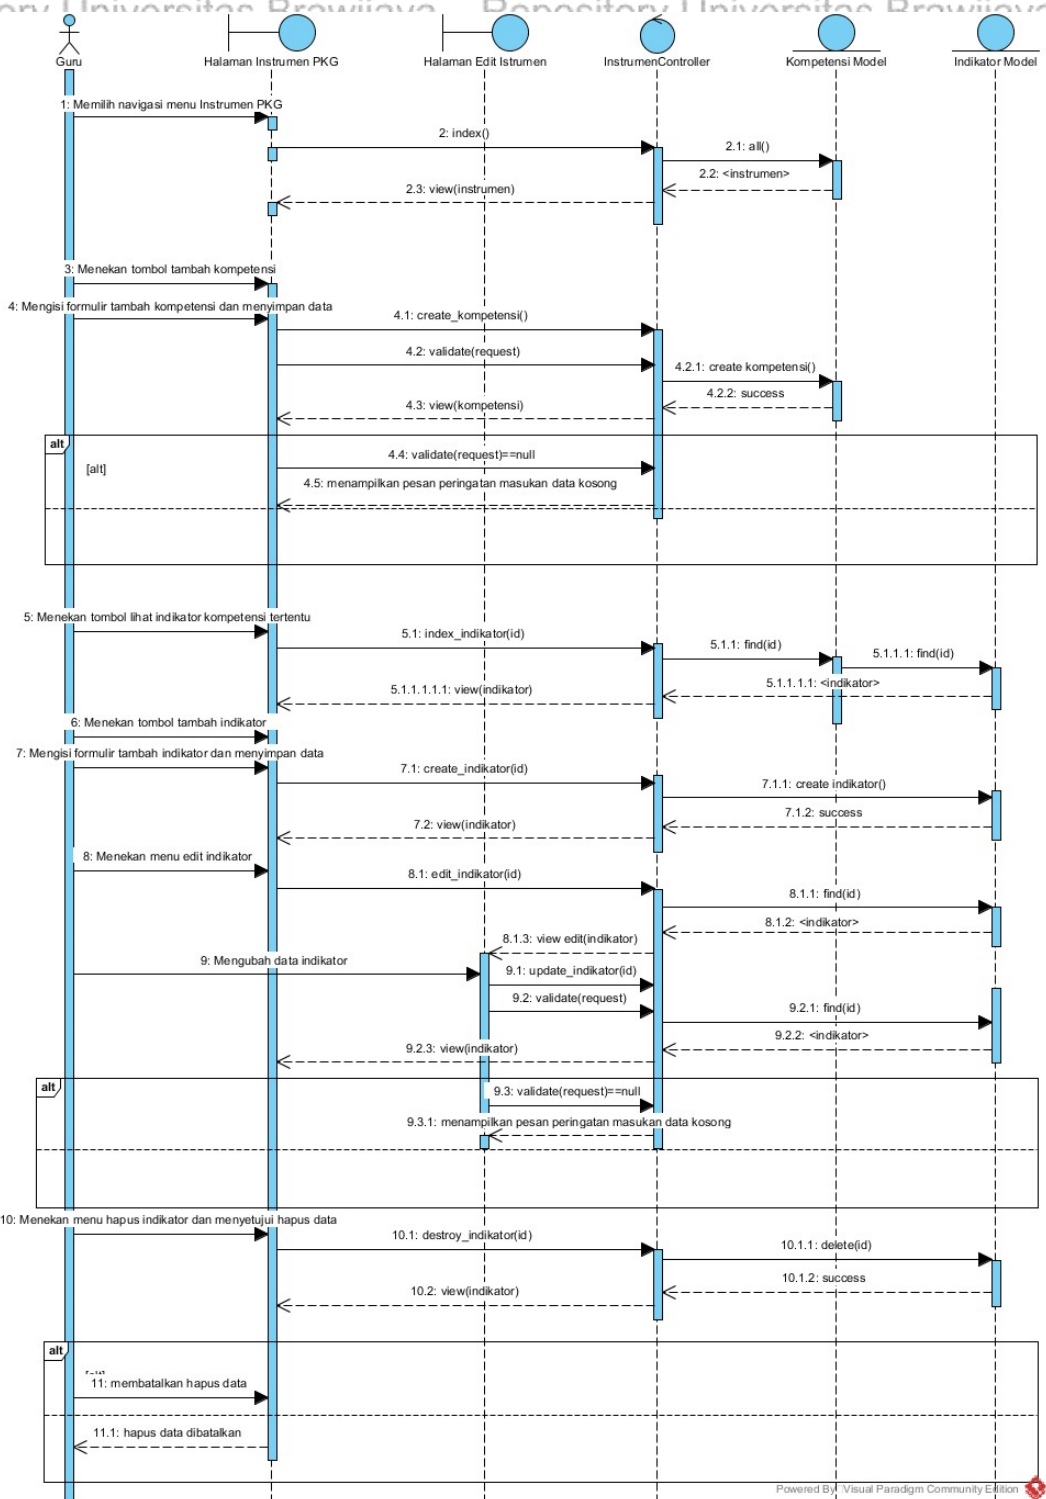 ory Universitas Brawijaya    Repository Universitas Brawijaya
Guru
Halaman Instrumen PKG
Halaman Edit Istrumen
InstrumenController
Kompetensi Model
Indikator Model
1: Memilih navigasi menu Instrumen PKG
2: index()
2.1: all()
2.2: <instrumen>
2.3: view(instrumen)
3: Menekan tombol tambah kompetensi
4: Mengisi formulir tambah kompetensi dan menyimpan data
4.1: create_kompetensi()
4.2: validate(request)
4.2.1: create kompetensi()
4.2.2: success
4.3: view(kompetensi)
alt
4.4: validate(request)==null
[alt]
4.5: menampilkan pesan peringatan masukan data kosong
5: Menekan tombol lihat indikator kompetensi tertentu
5.1: index_indikator(id)
5.1.1: find(id)
5.1.1.1: find(id)
5.1.1.1.1: <indikator>
5.1.1.1.1.1: view(indikator)
6: Menekan tombol tambah indikator
7: Mengisi formulir tambah indikator dan menyimpan data
7.1: create_indikator(id)
7.1.1: create indikator()
7.1.2: success
7.2: view(indikator)
8: Menekan menu edit indikator
8.1: edit_indikator(id)
8.1.1: find(id)
8.1.2: <indikator>
8.1.3: view edit(indikator)
9: Mengubah data indikator
9.1: update_indikator(id)
9.2: validate(request)
9.2.1: find(id)
9.2.2: <indikator>
9.2.3: view(indikator)
alt
9.3: validate(request)==null
9.3.1: menampilkan pesan peringatan masukan data kosong
10: Menekan menu hapus indikator dan menyetujui hapus data
10.1: destroy_indikator(id)
10.1.1: delete(id)
10.1.2: success
10.2: view(indikator)
alt
[alt]
11: membatalkan hapus data
11.1: hapus data dibatalkan
Powered By Visual Paradigm Community Edition